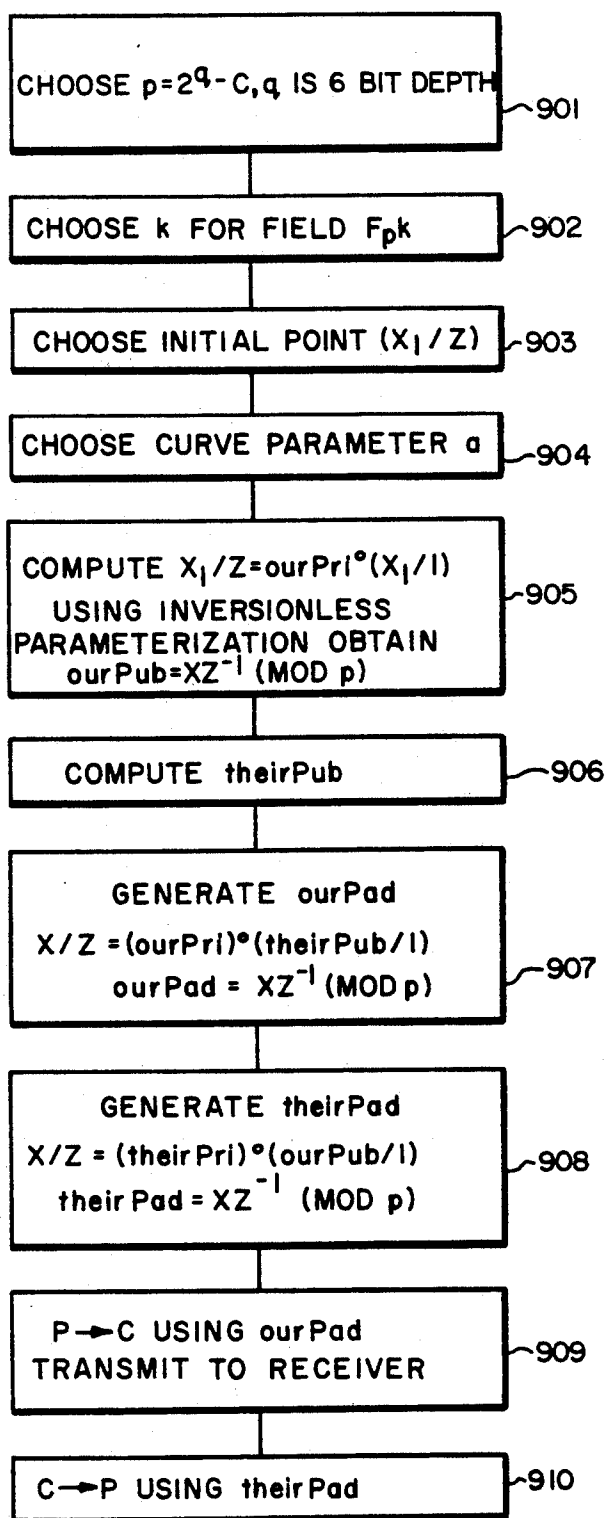 CHOOSE p=2^q-C, q IS 6 BIT DEPTH
901
CHOOSE k FOR FIELD F_pk
902
CHOOSE INITIAL POINT (X₁/Z)
903
CHOOSE CURVE PARAMETER a
904
COMPUTE X₁/Z=ourPri°(X₁/1)
USING INVERSIONLESS
PARAMETERIZATION OBTAIN
ourPub=XZ⁻¹(MOD p)
905
COMPUTE theirPub
906
GENERATE ourPad
X/Z=(ourPri)°(theirPub/1)
ourPad = XZ⁻¹(MOD p)
907
GENERATE theirPad
X/Z = (theirPri)°(ourPub/1)
theirPad = XZ⁻¹ (MOD p)
908
P→C USING ourPad
TRANSMIT TO RECEIVER
909
C→P USING theirPad
910